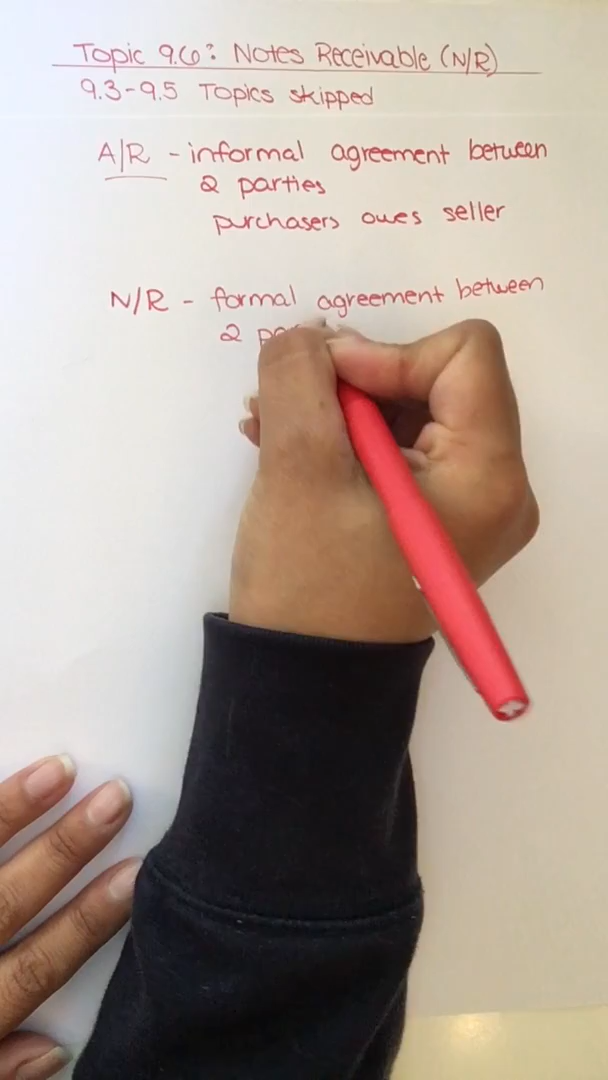 Topic 9.6: Notes Receivable (N/R)
9.3-9.5 Topics skipped
A/R - informal agreement between
2 parties
purchasers owes seller
N/R - formal agreement between
2